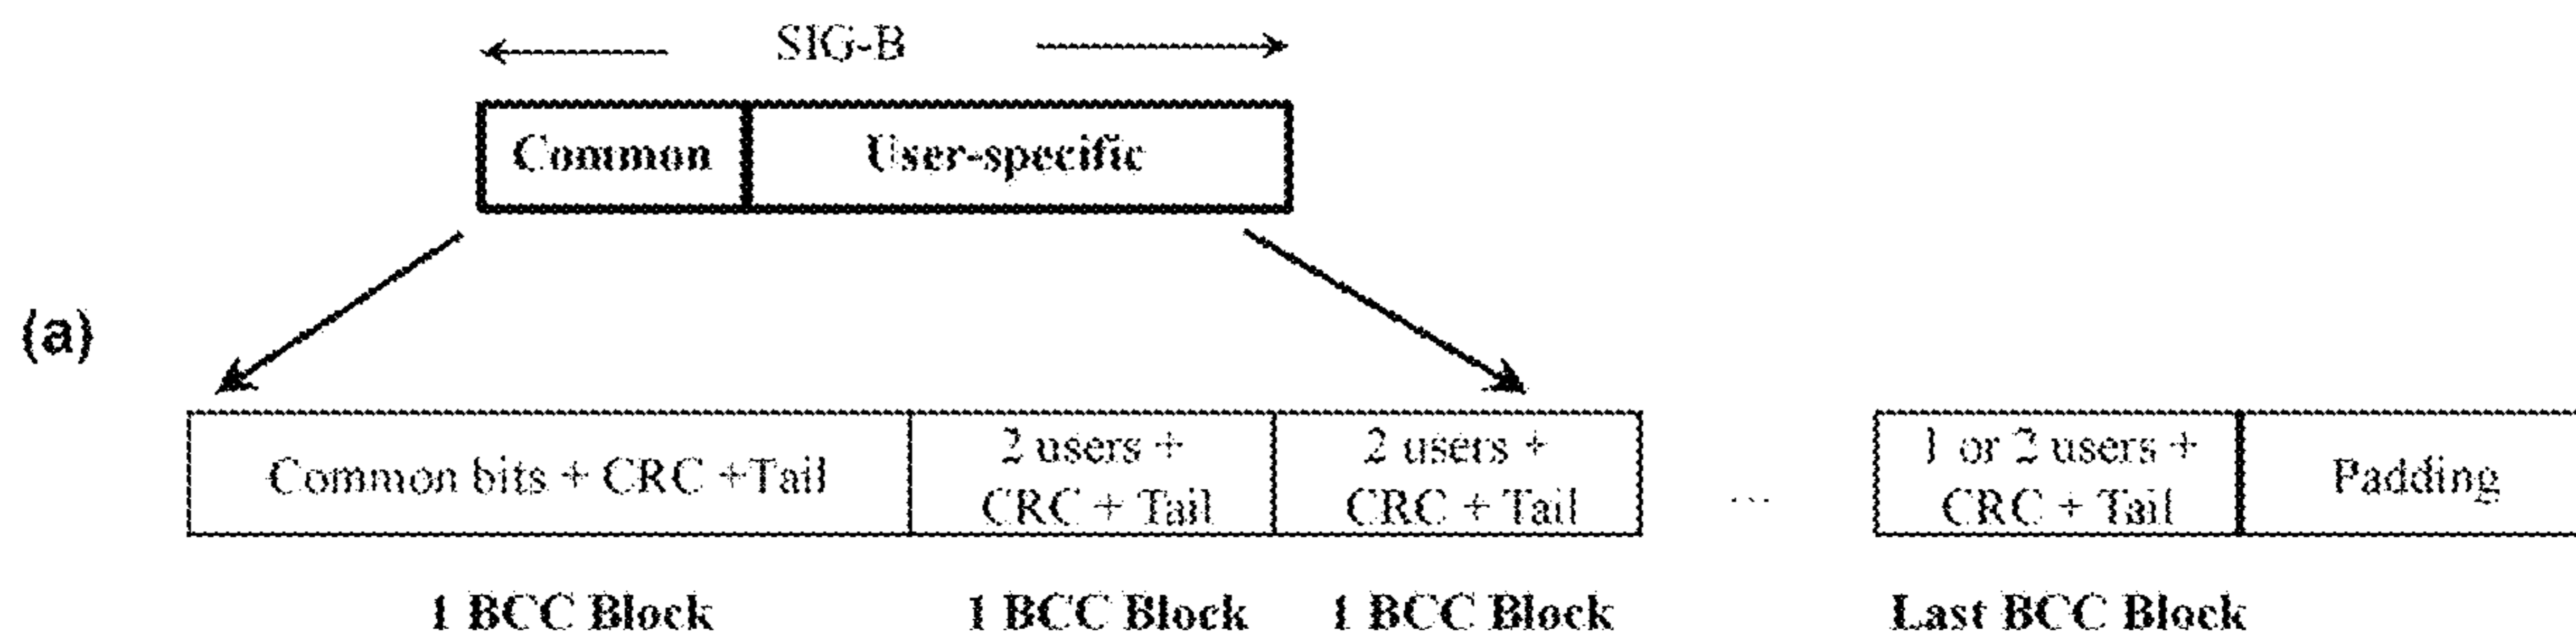 SIG-B
Common
User-specific
(a)
Common bits + CRC +Tail
2 users +
CRC + Tail
2 users +
CRC + Tail
...
1 or 2 users +
CRC + Tail
Padding
1 BCC Block
1 BCC Block
1 BCC Block
Last BCC Block